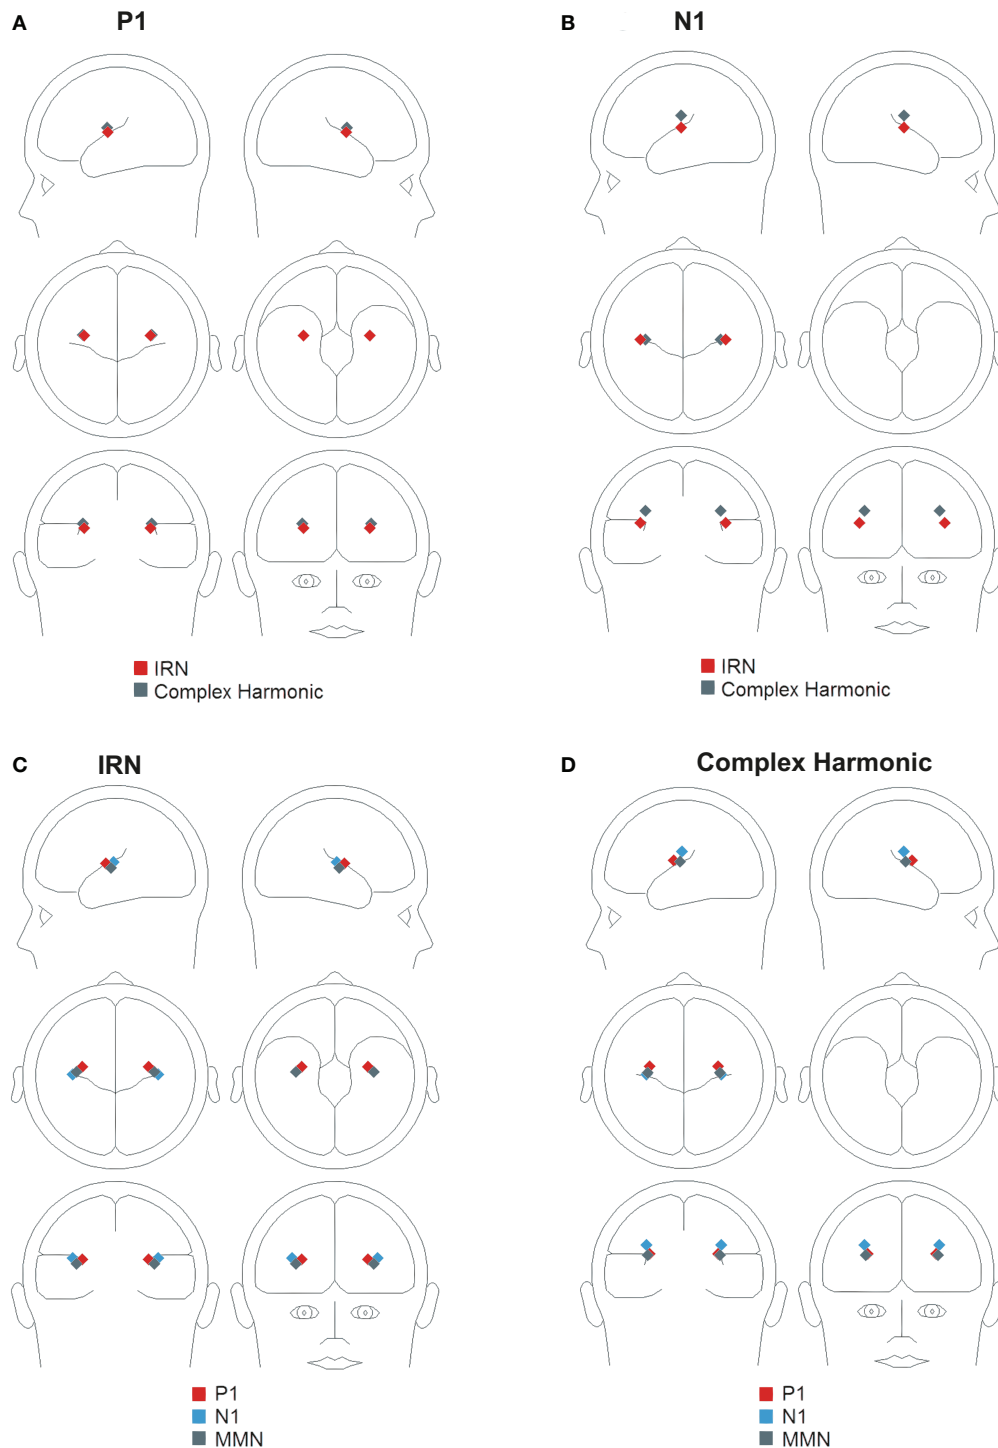 A P1
B N1
IRN
Complex Harmonic
IRN
Complex Harmonic
C IRN
D Complex Harmonic
P1
N1
MMN
P1
N1
MMN